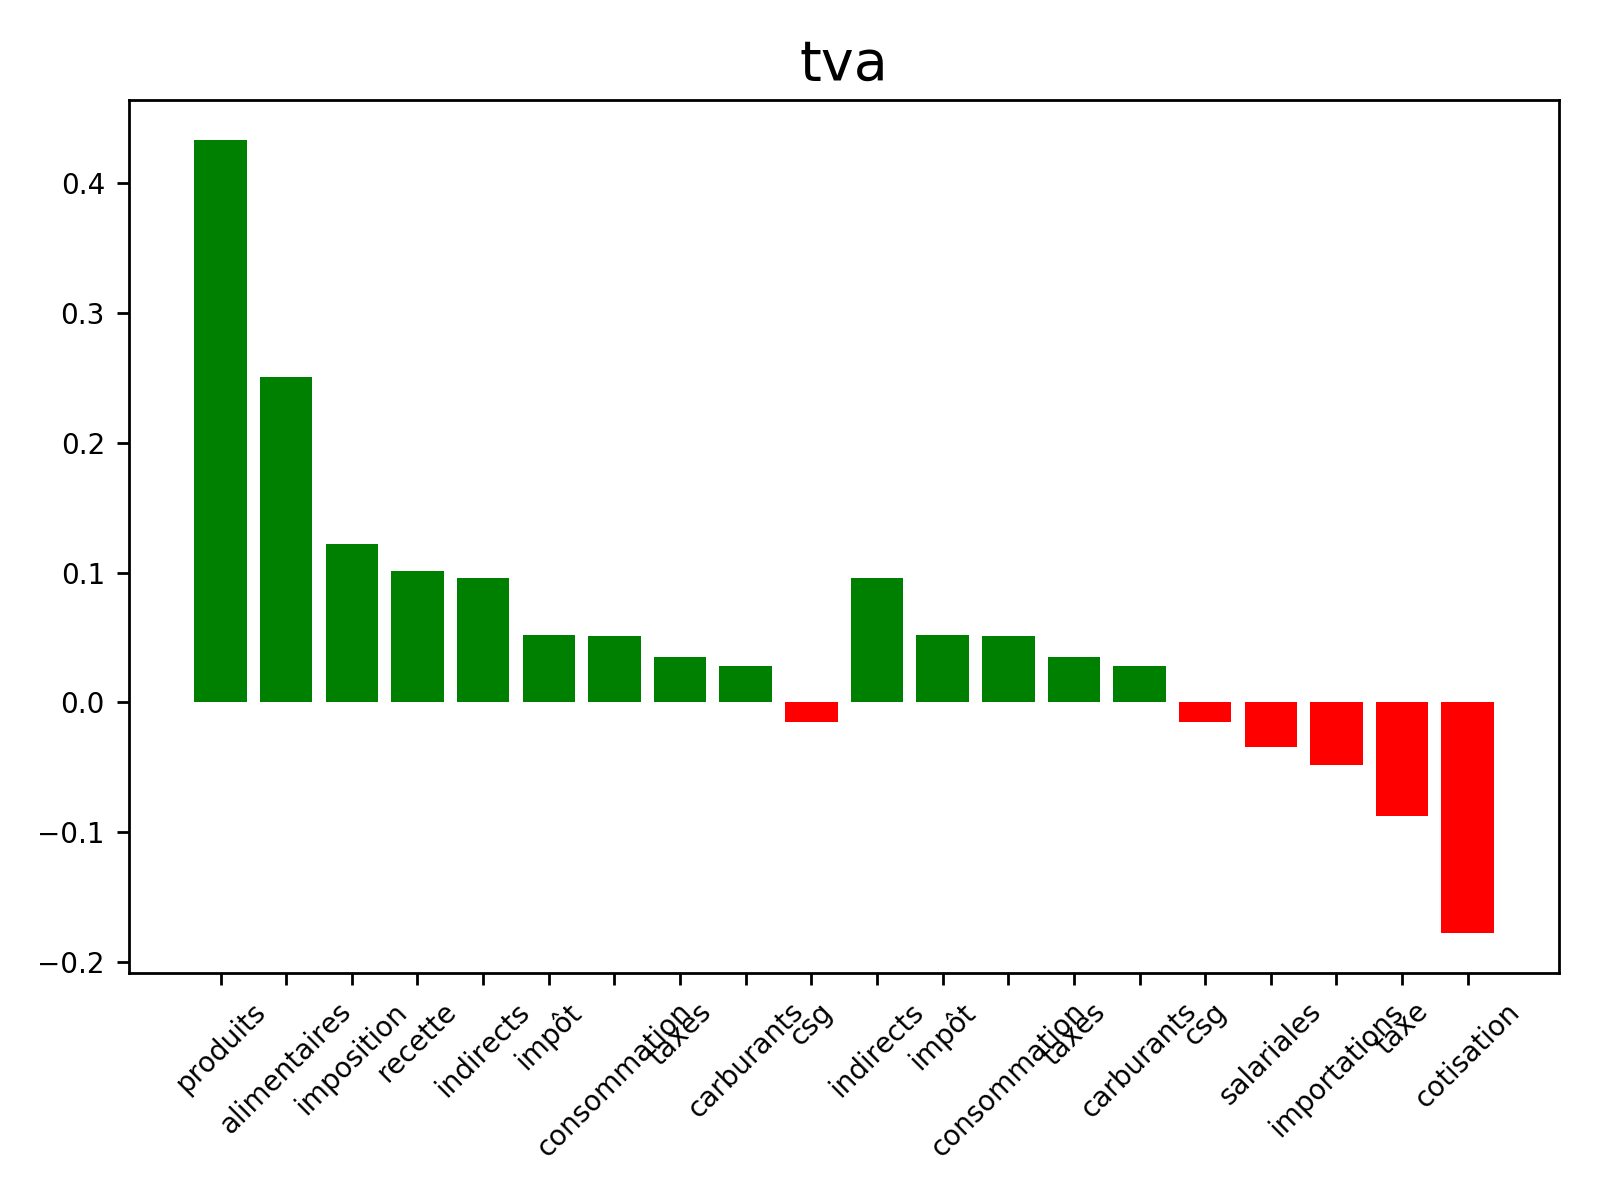 tva
0.4
0.3
0.2
0.1
0.0
−0.1
−0.2
produits
alimentaires
imposition
recette
indirects
impôt
consommation
taxes
carburants
csg
indirects
impôt
consommation
taxes
carburants
csg
salariales
importations
taxe
cotisation